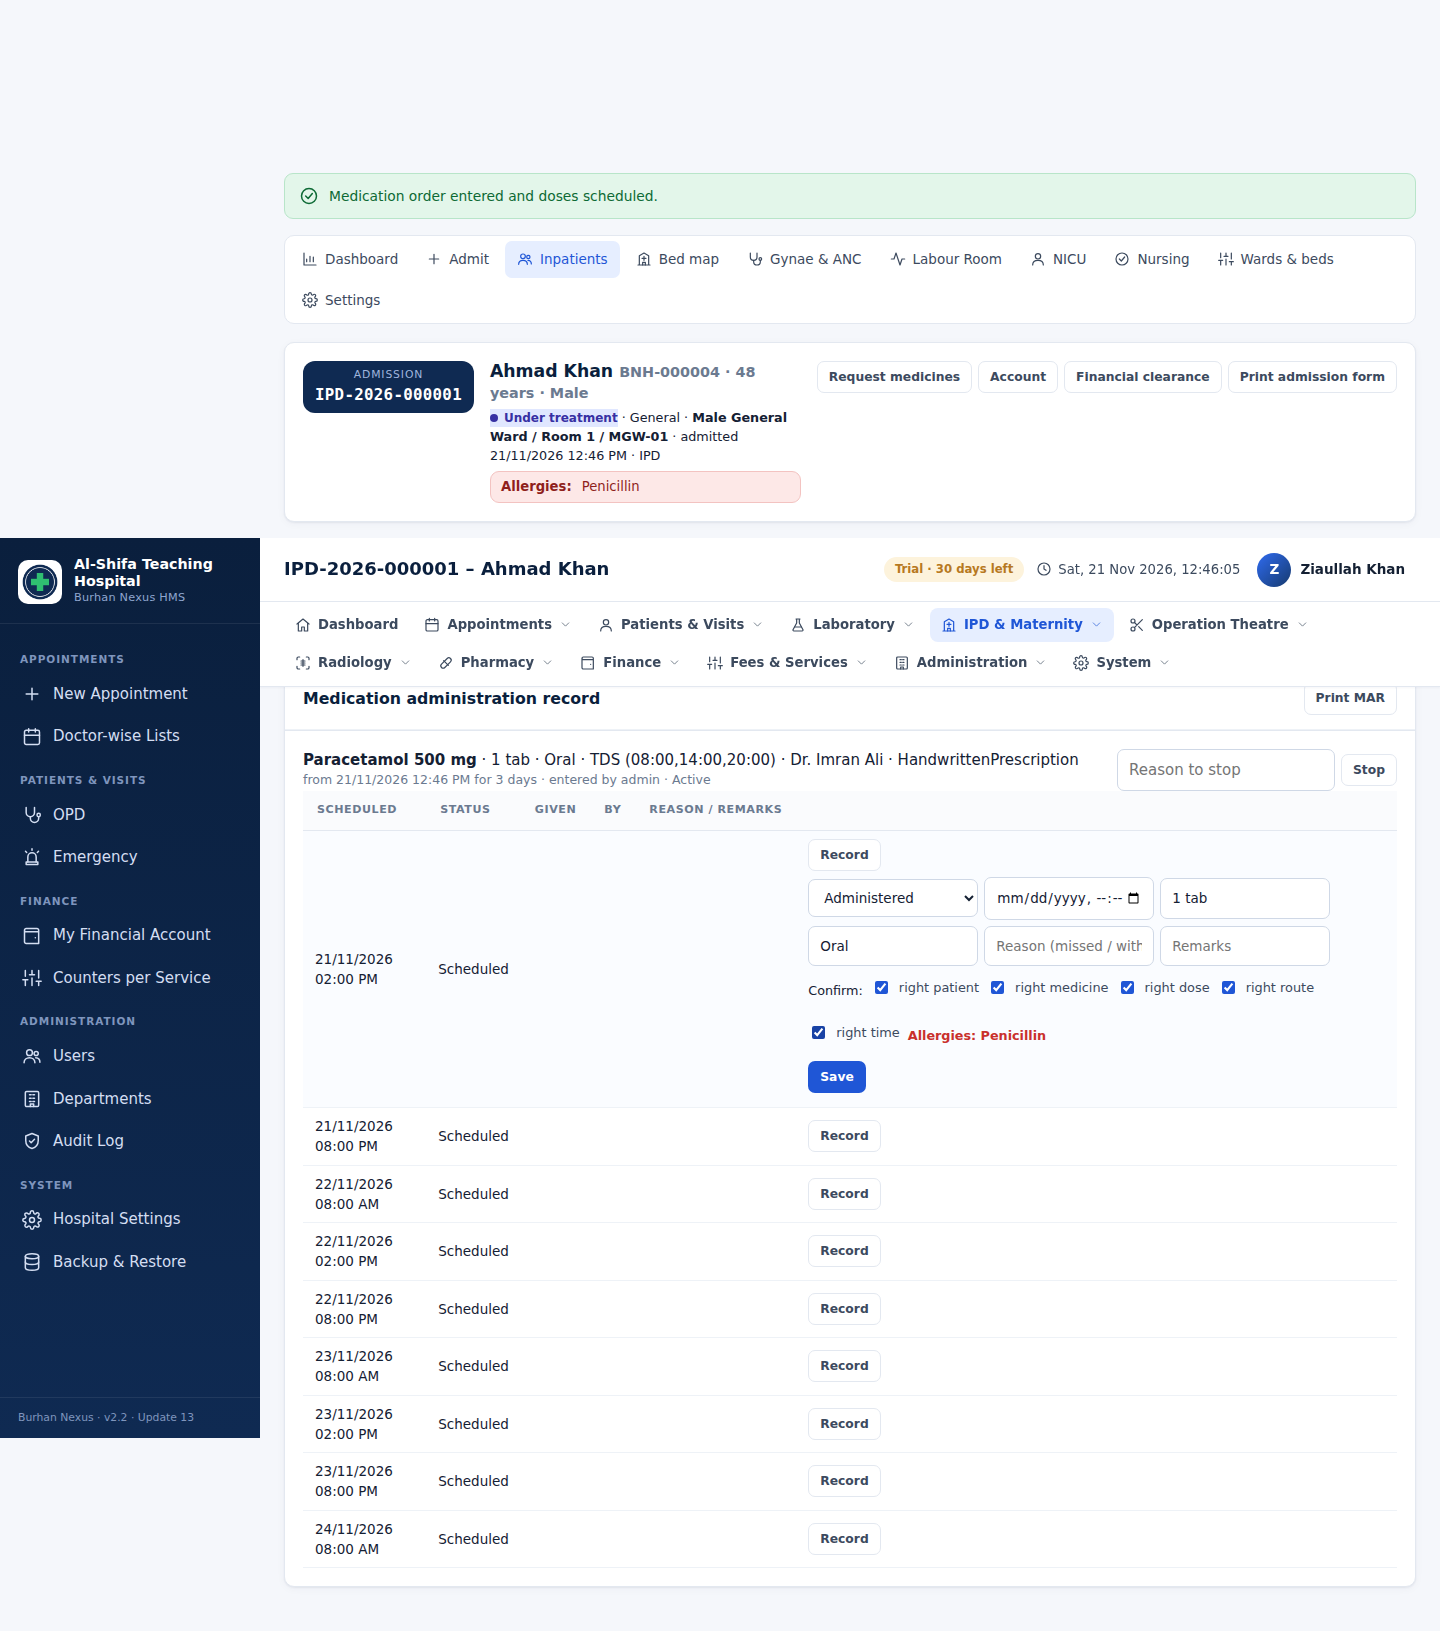 Medication order entered and doses scheduled.
Dashboard
Admit
Inpatients
Bed map
Gynae & ANC
Labour Room
NICU
Nursing
Wards & beds
Settings
ADMISSION
IPD-2026-000001
Ahmad Khan BNH-000004 · 48
years · Male
Under treatment · General · Male General
Ward / Room 1 / MGW-01 · admitted
21/11/2026 12:46 PM · IPD
Allergies: Penicillin
Request medicines
Account
Financial clearance
Print admission form
Al-Shifa Teaching
Hospital
Burhan Nexus HMS
APPOINTMENTS
New Appointment
Doctor-wise Lists
PATIENTS & VISITS
OPD
Emergency
FINANCE
My Financial Account
Counters per Service
ADMINISTRATION
Users
Departments
Audit Log
SYSTEM
Hospital Settings
Backup & Restore
Burhan Nexus · v2.2 · Update 13
IPD-2026-000001 – Ahmad Khan
Trial · 30 days left
Sat, 21 Nov 2026, 12:46:05
Z
Ziaullah Khan
Dashboard
Appointments
Patients & Visits
Laboratory
IPD & Maternity
Operation Theatre
Radiology
Pharmacy
Finance
Fees & Services
Administration
System
Medication administration record
Print MAR
Paracetamol 500 mg · 1 tab · Oral · TDS (08:00,14:00,20:00) · Dr. Imran Ali · HandwrittenPrescription
from 21/11/2026 12:46 PM for 3 days · entered by admin · Active
Reason to stop
Stop
SCHEDULED STATUS GIVEN BY REASON / REMARKS
21/11/2026
02:00 PM
Scheduled
Record
Administered
mm/dd/yyyy, --:--
1 tab
Oral
Reason (missed / with
Remarks
Confirm: right patient right medicine right dose right route
right time Allergies: Penicillin
Save
21/11/2026
08:00 PM
Scheduled
Record
22/11/2026
08:00 AM
Scheduled
Record
22/11/2026
02:00 PM
Scheduled
Record
22/11/2026
08:00 PM
Scheduled
Record
23/11/2026
08:00 AM
Scheduled
Record
23/11/2026
02:00 PM
Scheduled
Record
23/11/2026
08:00 PM
Scheduled
Record
24/11/2026
08:00 AM
Scheduled
Record